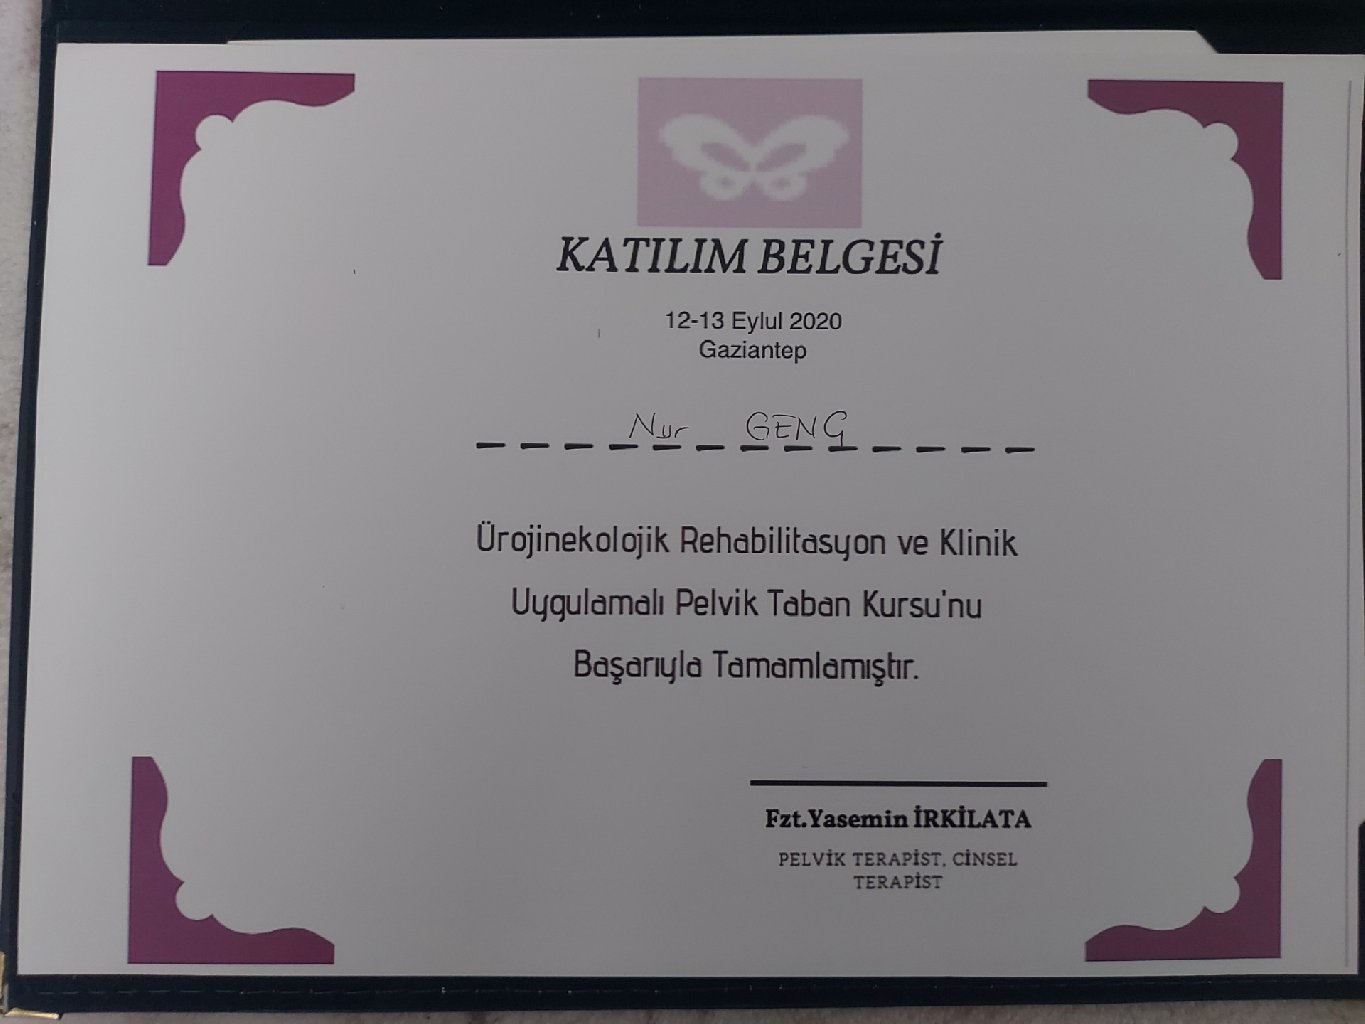 KATILIM BELGESİ
12-13 Eylul 2020
Gaziantep
Nur GENG
Ürojinekolojik Rehabilitasyon ve Klinik
Uygulamalı Pelvik Taban Kursu'nu
Başarıyla Tamamlamıştır.
Fzt.Yasemin İRKİLATA
PELVİK TERAPİST, CİNSEL
TERAPİST